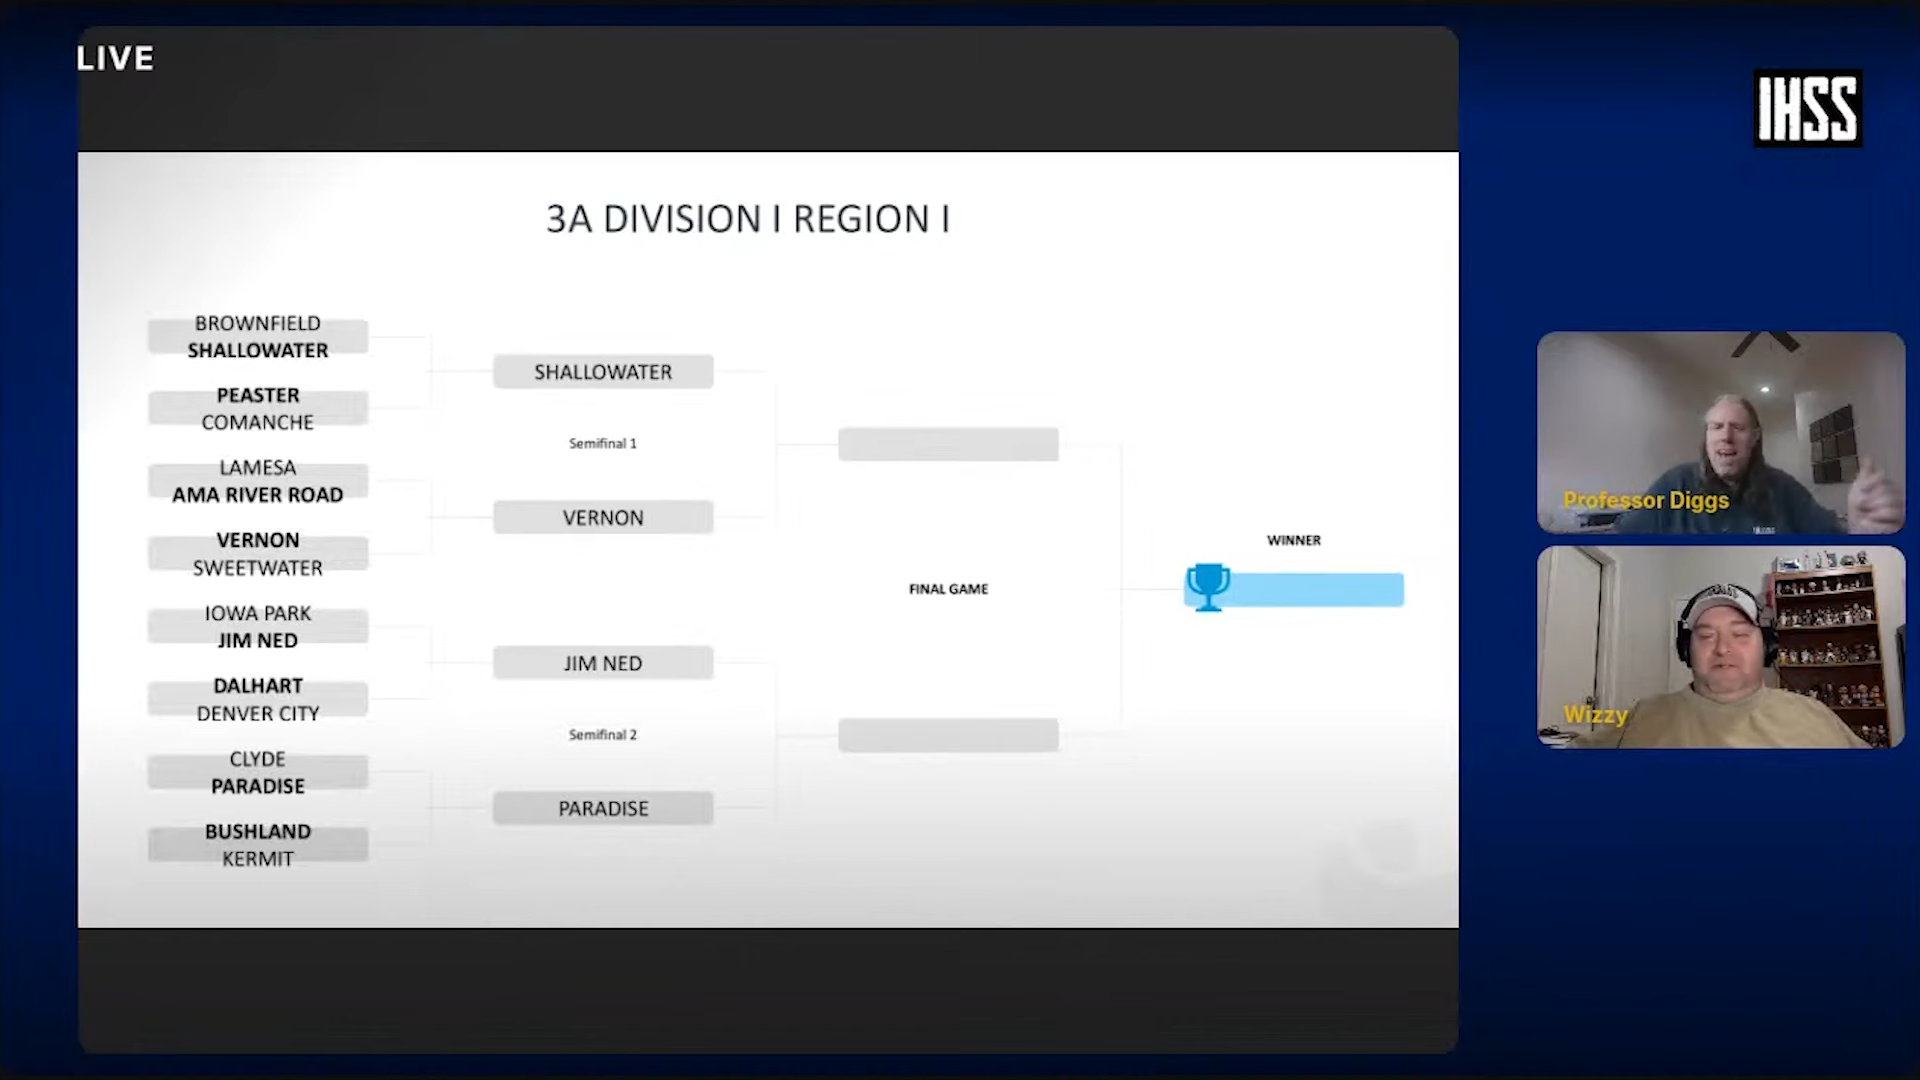 LIVE
IHSS
3A DIVISION I REGION I
BROWNFIELD
SHALLOWATER
PEASTER
COMANCHE
LAMESA
AMA RIVER ROAD
VERNON
SWEETWATER
IOWA PARK
JIM NED
DALHART
DENVER CITY
CLYDE
PARADISE
BUSHLAND
KERMIT
SHALLOWATER
Semifinal 1
VERNON
JIM NED
Semifinal 2
PARADISE
FINAL GAME
WINNER
Professor Diggs
Wizzy